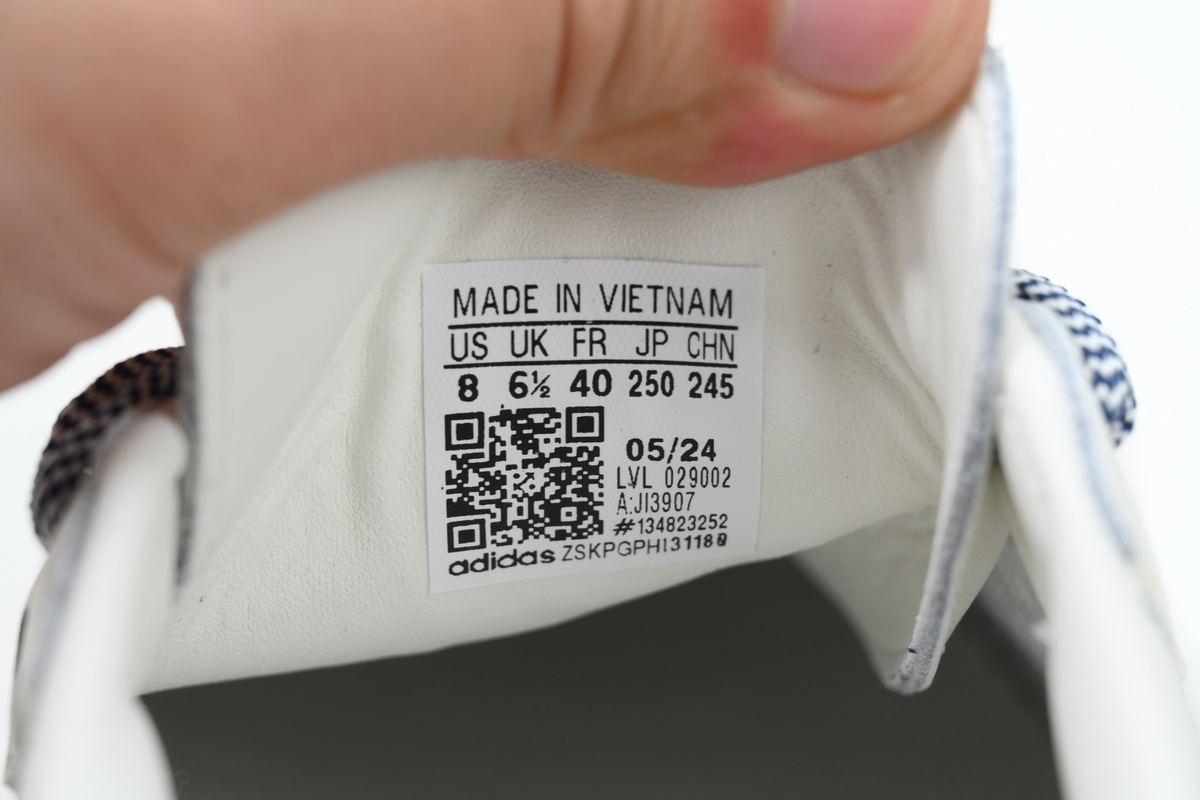 MADE IN VIETNAM
US UK FR JP CHN
8 6½ 40 250 245
05/24
LVL 029002
A:JI3907
#134823252
adidas ZSKPGPHI31180